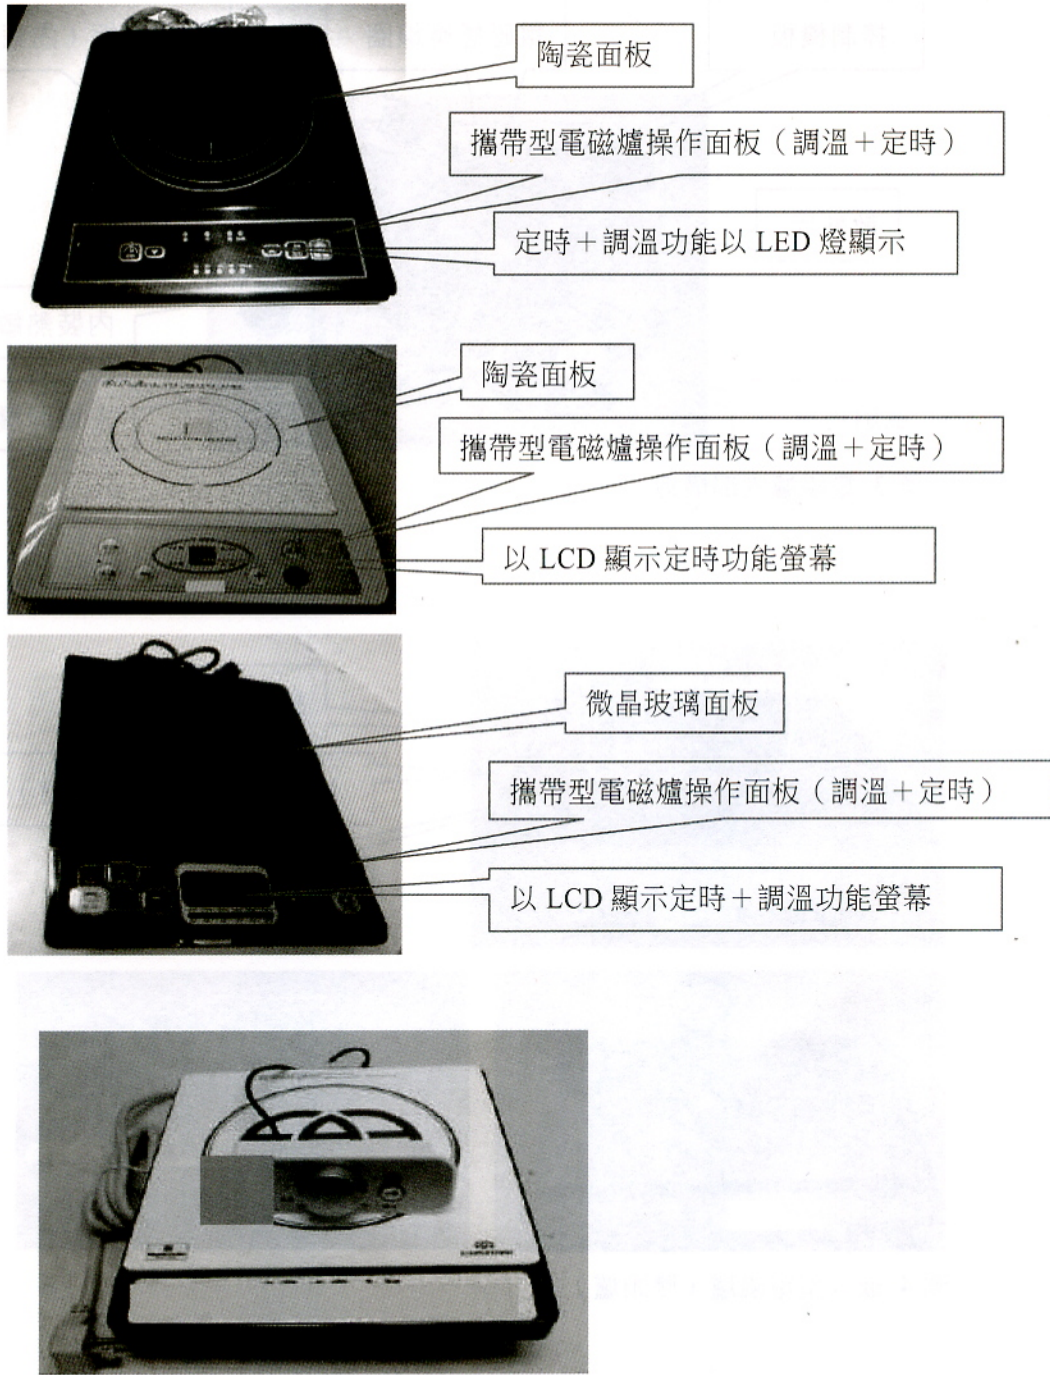 陶瓷面板
攜帶型電磁爐操作面板（調溫＋定時）
定時＋調溫功能以 LED 燈顯示
陶瓷面板
攜帶型電磁爐操作面板（調溫＋定時）
以 LCD 顯示定時功能螢幕
微晶玻璃面板
攜帶型電磁爐操作面板（調溫＋定時）
以 LCD 顯示定時＋調溫功能螢幕